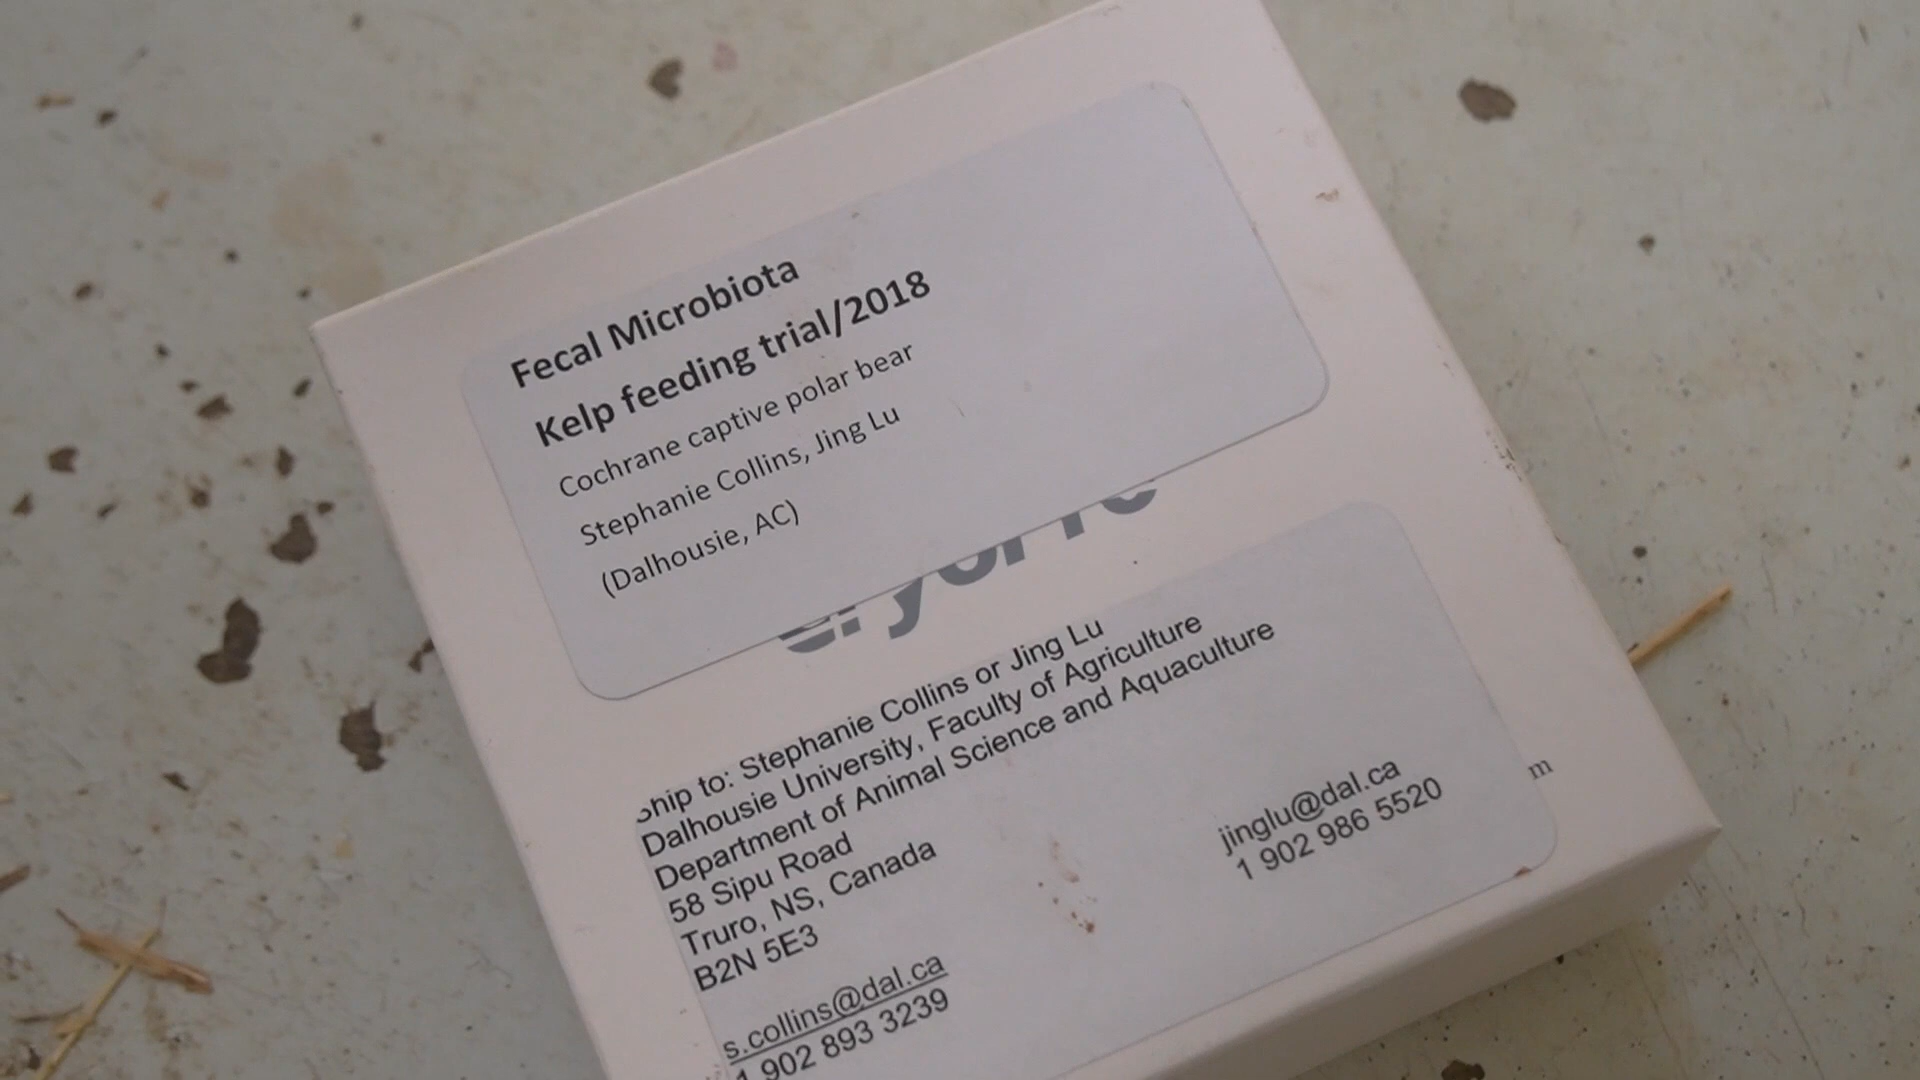 Fecal Microbiota
Kelp feeding trial/2018
Cochrane captive polar bear
Stephanie Collins, Jing Lu
(Dalhousie, AC)
Ship to: Stephanie Collins or Jing Lu
Dalhousie University, Faculty of Agriculture
Department of Animal Science and Aquaculture
58 Sipu Road
Truro, NS, Canada
B2N 5E3
jinglu@dal.ca
1 902 986 5520
m
s.collins@dal.ca
1 902 893 3239